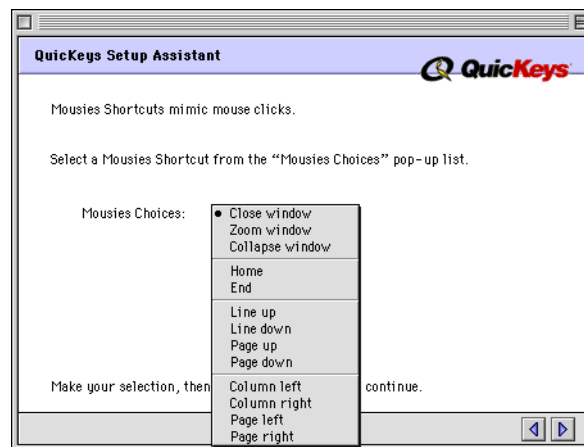 QuicKeys Setup Assistant
QuicKeys
Mousies Shortcuts mimic mouse clicks.
Select a Mousies Shortcut from the “Mousies Choices” pop-up list.
Mousies Choices:
• Close window
Zoom window
Collapse window
Home
End
Line up
Line down
Page up
Page down
Column left
Column right
Page left
Page right
Make your selection, then continue.